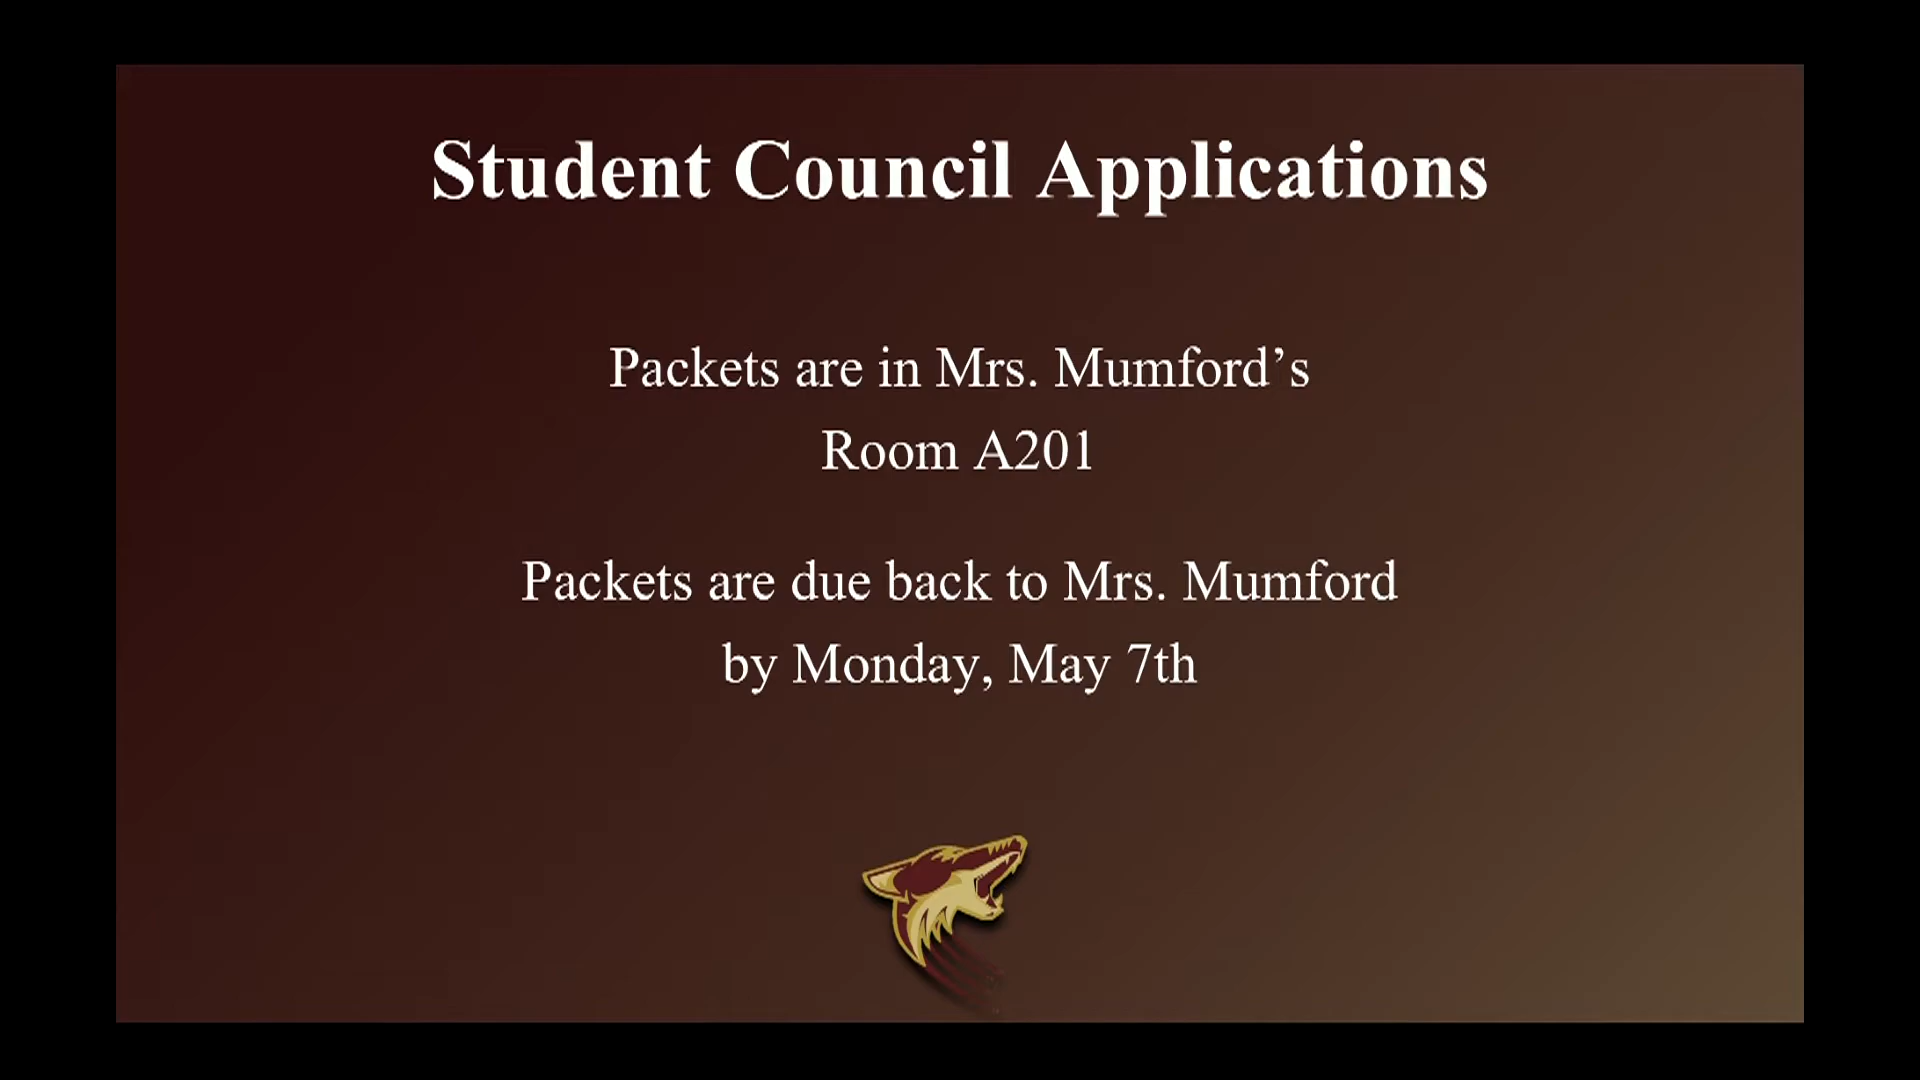 Student Council Applications
Packets are in Mrs. Mumford’s
Room A201
Packets are due back to Mrs. Mumford
by Monday, May 7th